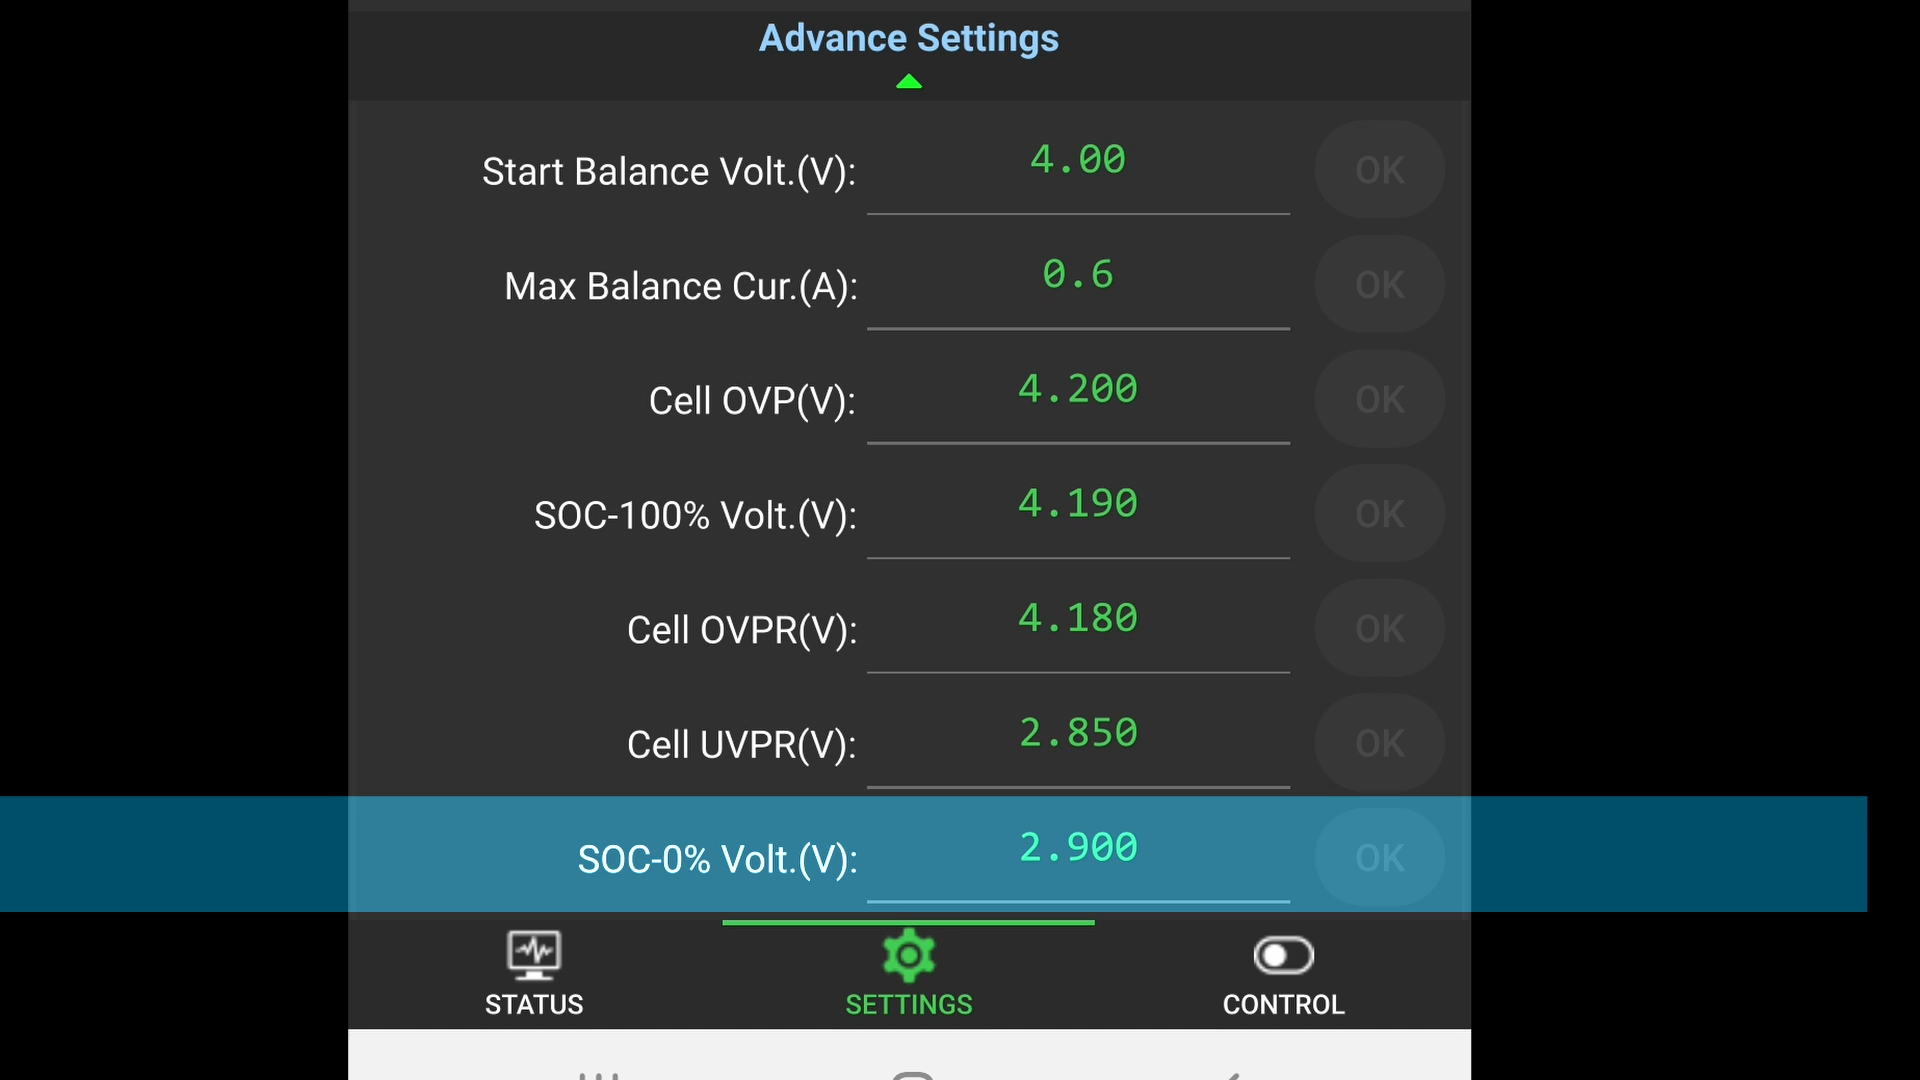 Advance Settings
Start Balance Volt.(V): 4.00 OK
Max Balance Cur.(A): 0.6 OK
Cell OVP(V): 4.200 OK
SOC-100% Volt.(V): 4.190 OK
Cell OVPR(V): 4.180 OK
Cell UVPR(V): 2.850 OK
SOC-0% Volt.(V): 2.900 OK
STATUS SETTINGS CONTROL